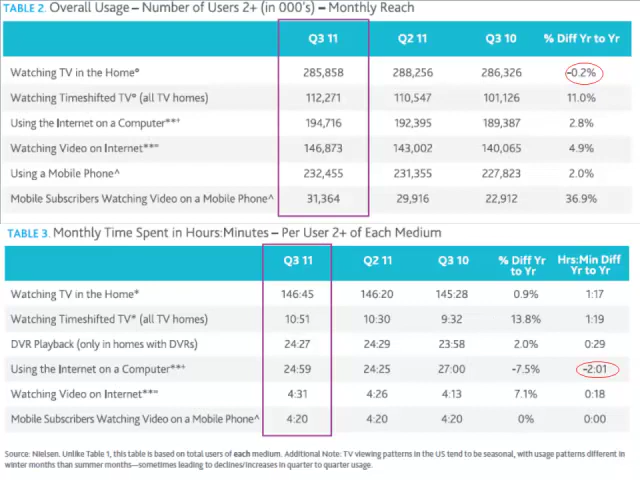 TABLE 2. Overall Usage – Number of Users 2+ (in 000's) – Monthly Reach
Q3 11 Q2 11 Q3 10 % Diff Yr to Yr
Watching TV in the Home° 285,858 288,256 286,326 -0.2%
Watching Timeshifted TV° (all TV homes) 112,271 110,547 101,126 11.0%
Using the Internet on a Computer**† 194,716 192,395 189,387 2.8%
Watching Video on Internet**” 146,873 143,002 140,065 4.9%
Using a Mobile Phone^ 232,455 231,355 227,823 2.0%
Mobile Subscribers Watching Video on a Mobile Phone^ 31,364 29,916 22,912 36.9%
TABLE 3. Monthly Time Spent in Hours:Minutes – Per User 2+ of Each Medium
Q3 11 Q2 11 Q3 10 % Diff Yr to Yr Hrs:Min Diff Yr to Yr
Watching TV in the Home* 146:45 146:20 145:28 0.9% 1:17
Watching Timeshifted TV* (all TV homes) 10:51 10:30 9:32 13.8% 1:19
DVR Playback (only in homes with DVRs) 24:27 24:29 23:58 2.0% 0:29
Using the Internet on a Computer**† 24:59 24:25 27:00 -7.5% -2:01
Watching Video on Internet**” 4:31 4:26 4:13 7.1% 0:18
Mobile Subscribers Watching Video on a Mobile Phone^ 4:20 4:20 4:20 0% 0:00
Source: Nielsen. Unlike Table 1, this table is based on total users of each medium. Additional Note: TV viewing patterns in the US tend to be seasonal, with usage patterns different in
winter months than summer months—sometimes leading to declines/increases in quarter to quarter usage.